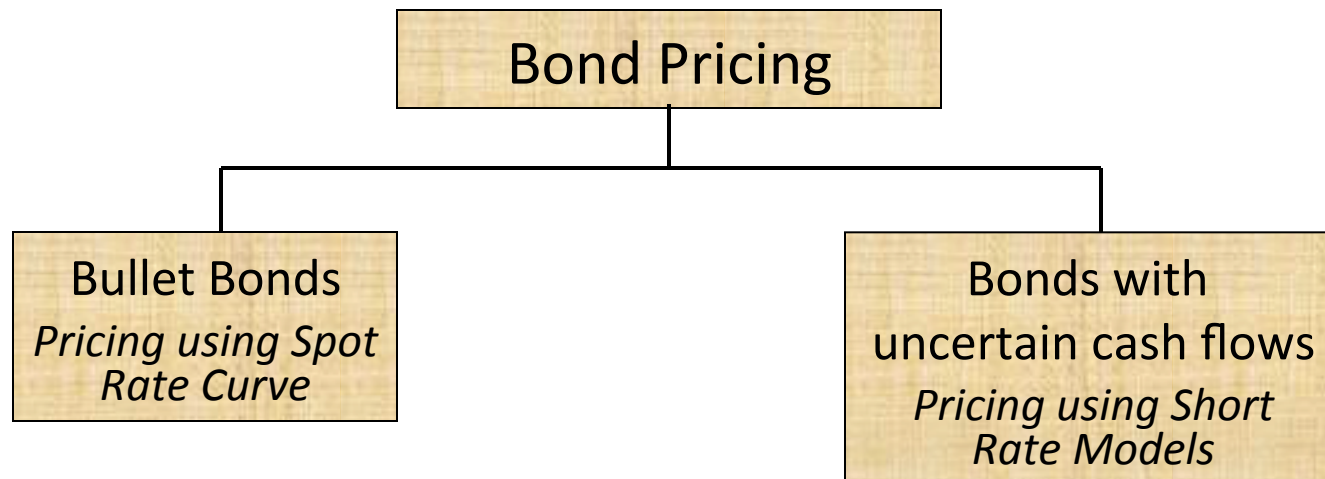 Bond Pricing
Bullet Bonds
Pricing using Spot
Rate Curve
Bonds with
uncertain cash flows
Pricing using Short
Rate Models